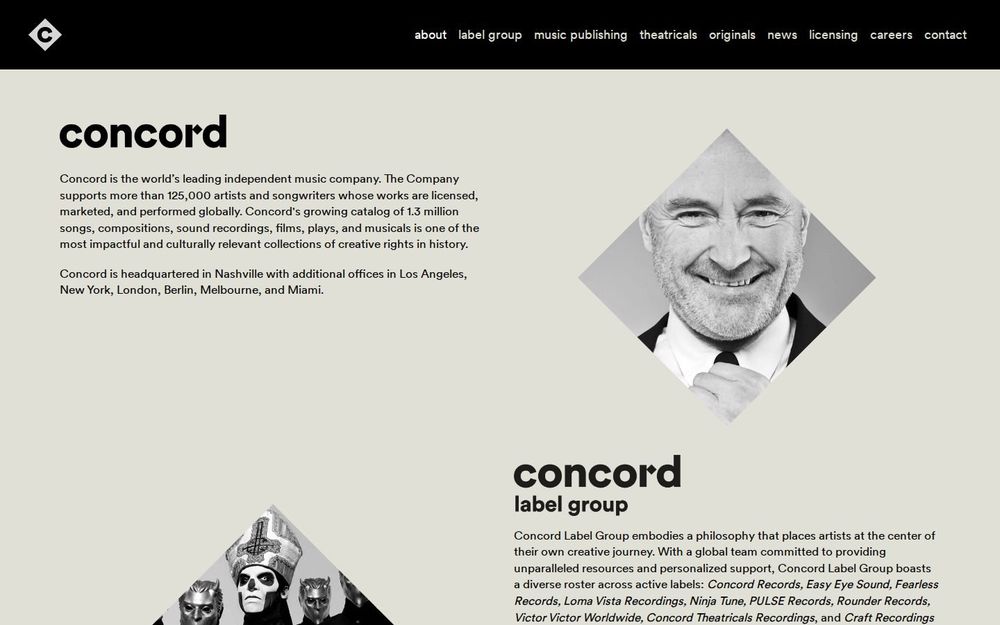 C
about label group music publishing theatricals originals news licensing careers contact
concord
Concord is the world's leading independent music company. The Company
supports more than 125,000 artists and songwriters whose works are licensed,
marketed, and performed globally. Concord's growing catalog of 1.3 million
songs, compositions, sound recordings, films, plays, and musicals is one of the
most impactful and culturally relevant collections of creative rights in history.
Concord is headquartered in Nashville with additional offices in Los Angeles,
New York, London, Berlin, Melbourne, and Miami.
concord
label group
Concord Label Group embodies a philosophy that places artists at the center of
their own creative journey. With a global team committed to providing
unparalleled resources and personalized support, Concord Label Group boasts
a diverse roster across active labels: Concord Records, Easy Eye Sound, Fearless
Records, Loma Vista Recordings, Ninja Tune, PULSE Records, Rounder Records,
Victor Victor Worldwide, Concord Theatricals Recordings, and Craft Recordings